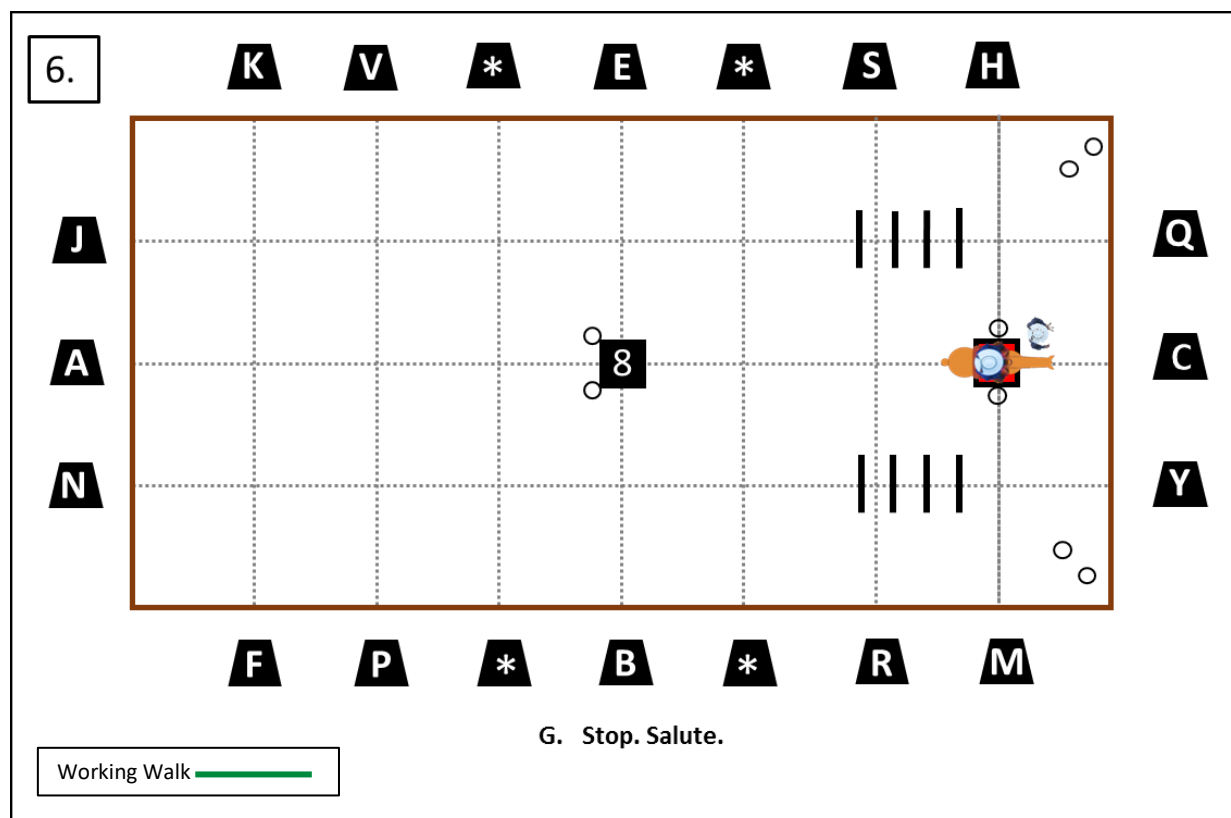 6.
K V * E * S H
J Q
8
A C
N Y
F P * B * R M
G. Stop. Salute.
Working Walk